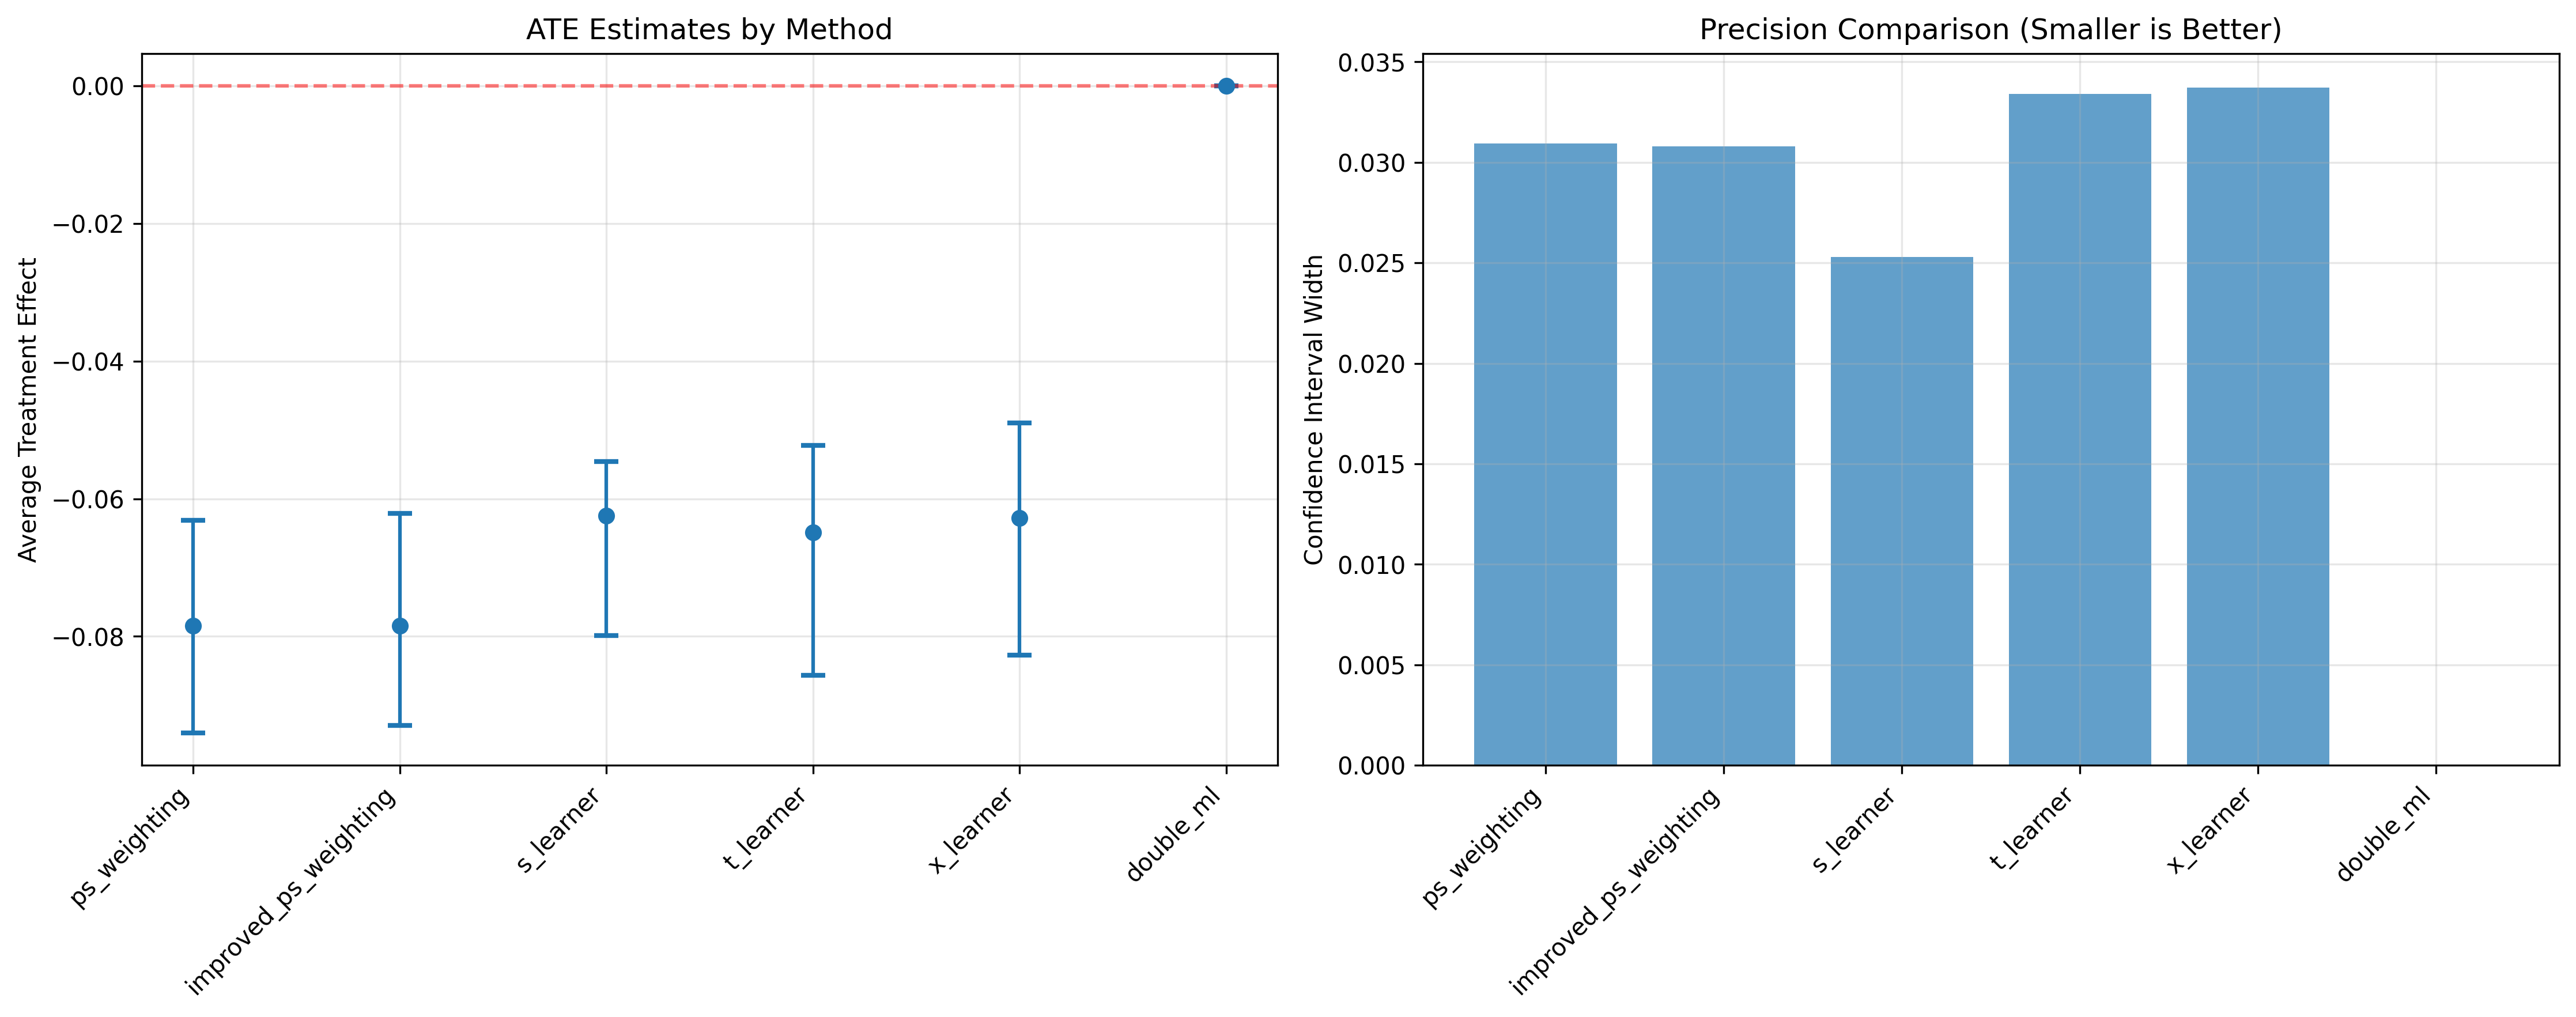 ATE Estimates by Method
Average Treatment Effect
0.00
−0.02
−0.04
−0.06
−0.08
ps_weighting
improved_ps_weighting
s_learner
t_learner
x_learner
double_ml
Precision Comparison (Smaller is Better)
Confidence Interval Width
0.035
0.030
0.025
0.020
0.015
0.010
0.005
0.000
ps_weighting
improved_ps_weighting
s_learner
t_learner
x_learner
double_ml